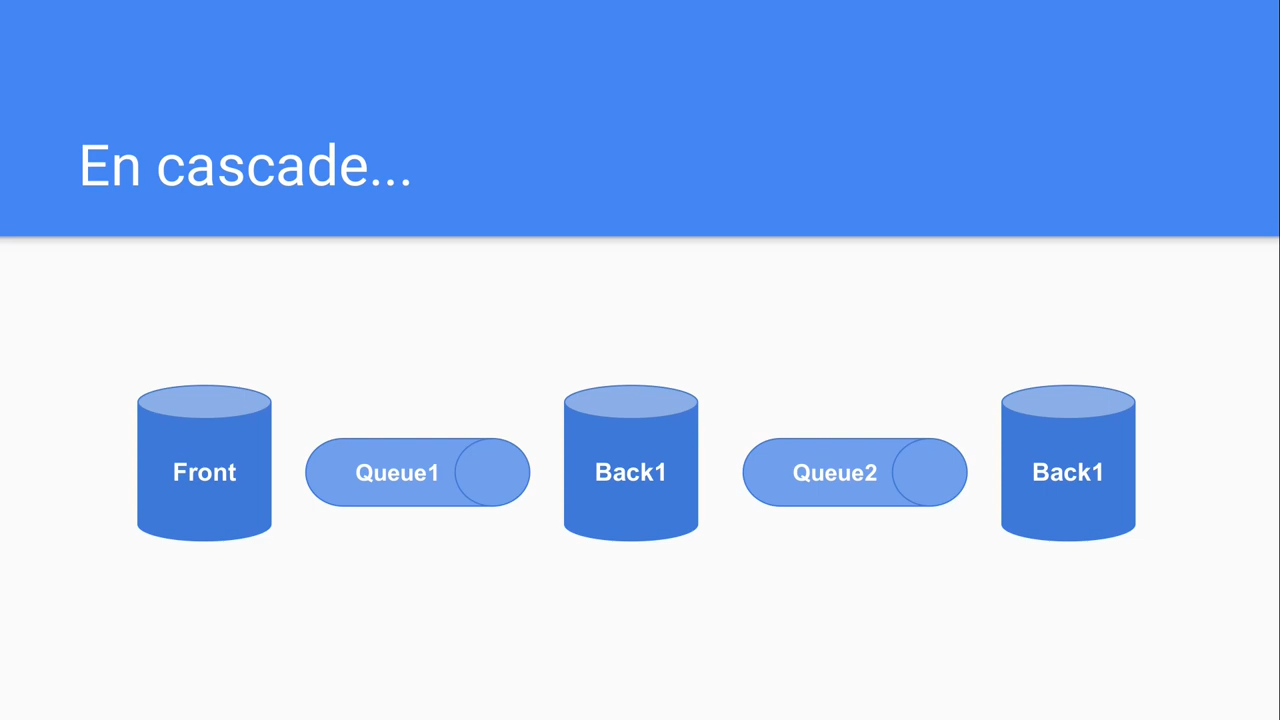 En cascade...
Front
Queue1
Back1
Queue2
Back1